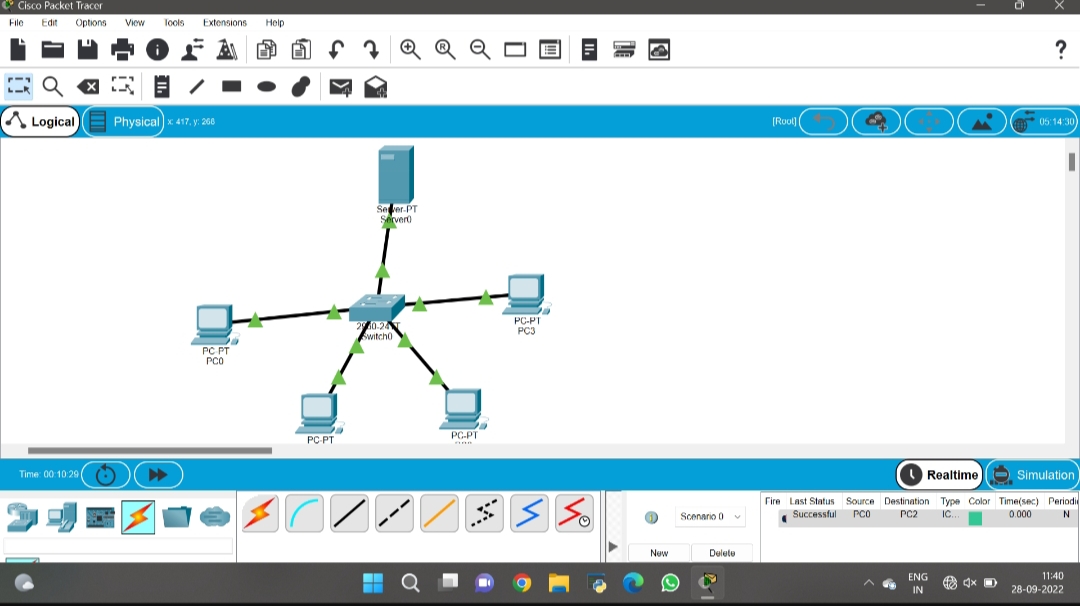 Cisco Packet Tracer
File Edit Options View Tools Extensions Help
Logical Physical x: 417, y: 268 [Root] 05:14:30
Server-PT
Server0
PC-PT
PC3
Switch0
PC-PT
PC0
PC-PT
PC-PT
Time: 00:10:29 Realtime Simulation
Fire Last Status Source Destination Type Color Time(sec) Periodic
Successful PC0 PC2 IC... 0.000 N
Scenario 0
New Delete
ENG
IN
11:40
28-09-2022